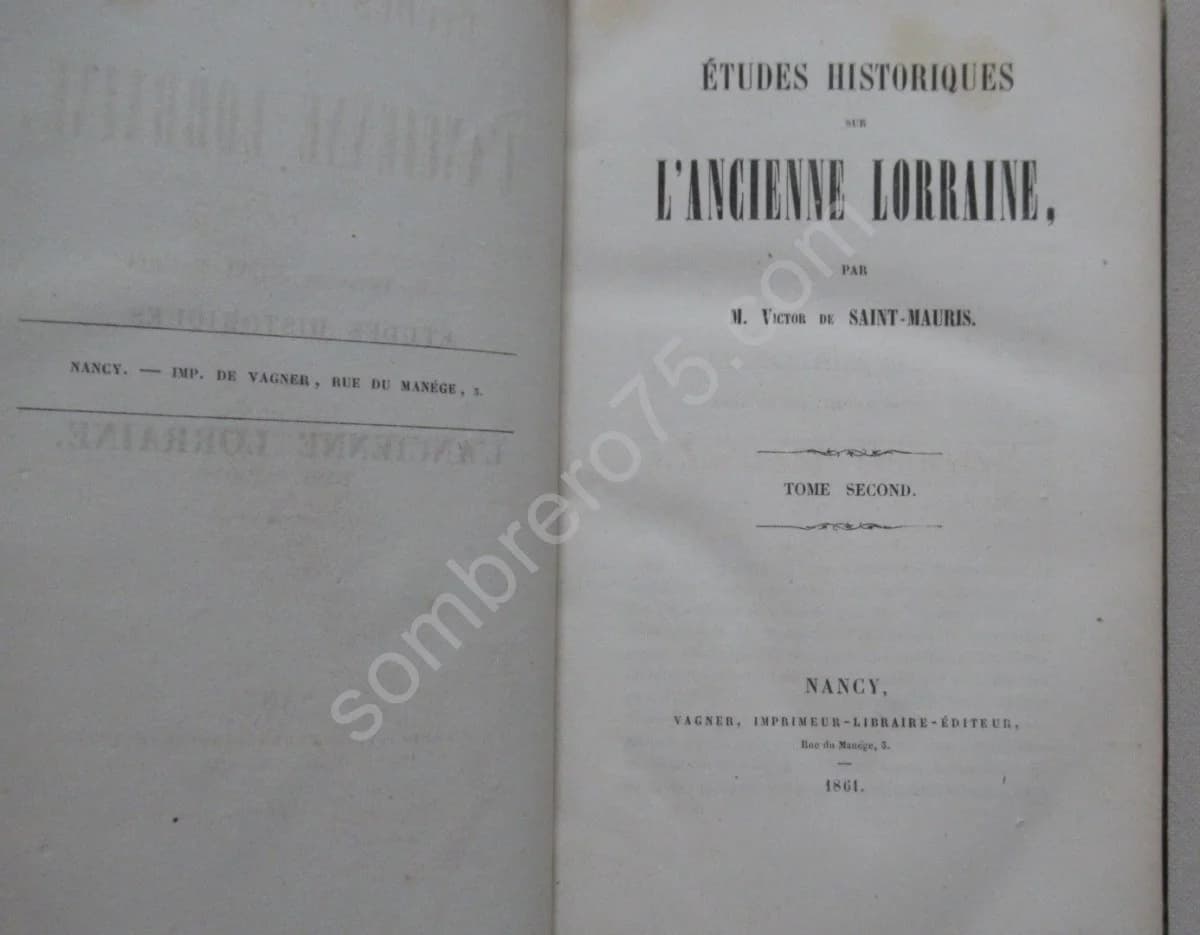 NANCY. — IMP. DE VAGNER, RUE DU MANÉGE, 3.
ÉTUDES HISTORIQUES
SUR
L'ANCIENNE LORRAINE,
PAR
M. VICTOR DE SAINT-MAURIS.
TOME SECOND.
NANCY,
VAGNER, IMPRIMEUR-LIBRAIRE-ÉDITEUR,
Rue du Manége, 3.
1861.
sombrero75.com